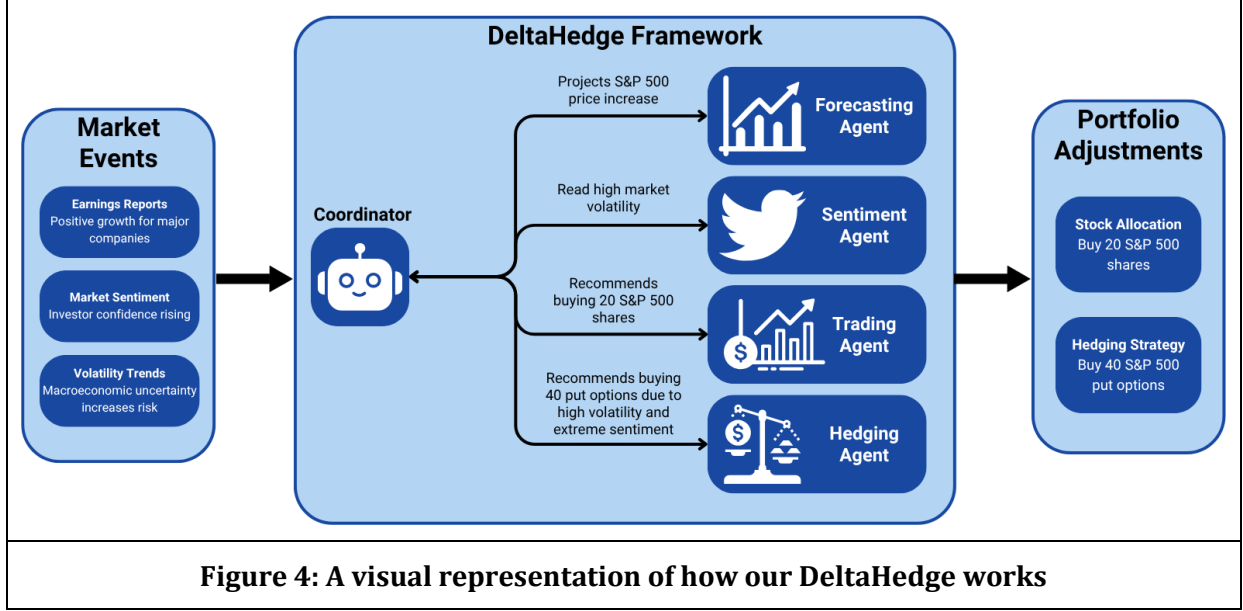 DeltaHedge Framework
Market
Events
Earnings Reports
Positive growth for major
companies
Market Sentiment
Investor confidence rising
Volatility Trends
Macroeconomic uncertainty
increases risk
Coordinator
Projects S&P 500
price increase
Forecasting
Agent
Read high market
volatility
Sentiment
Agent
Recommends
buying 20 S&P 500
shares
$
Trading
Agent
Recommends buying
40 put options due to
high volatility and
extreme sentiment
$
Hedging
Agent
Portfolio
Adjustments
Stock Allocation
Buy 20 S&P 500
shares
Hedging Strategy
Buy 40 S&P 500
put options
Figure 4: A visual representation of how our DeltaHedge works